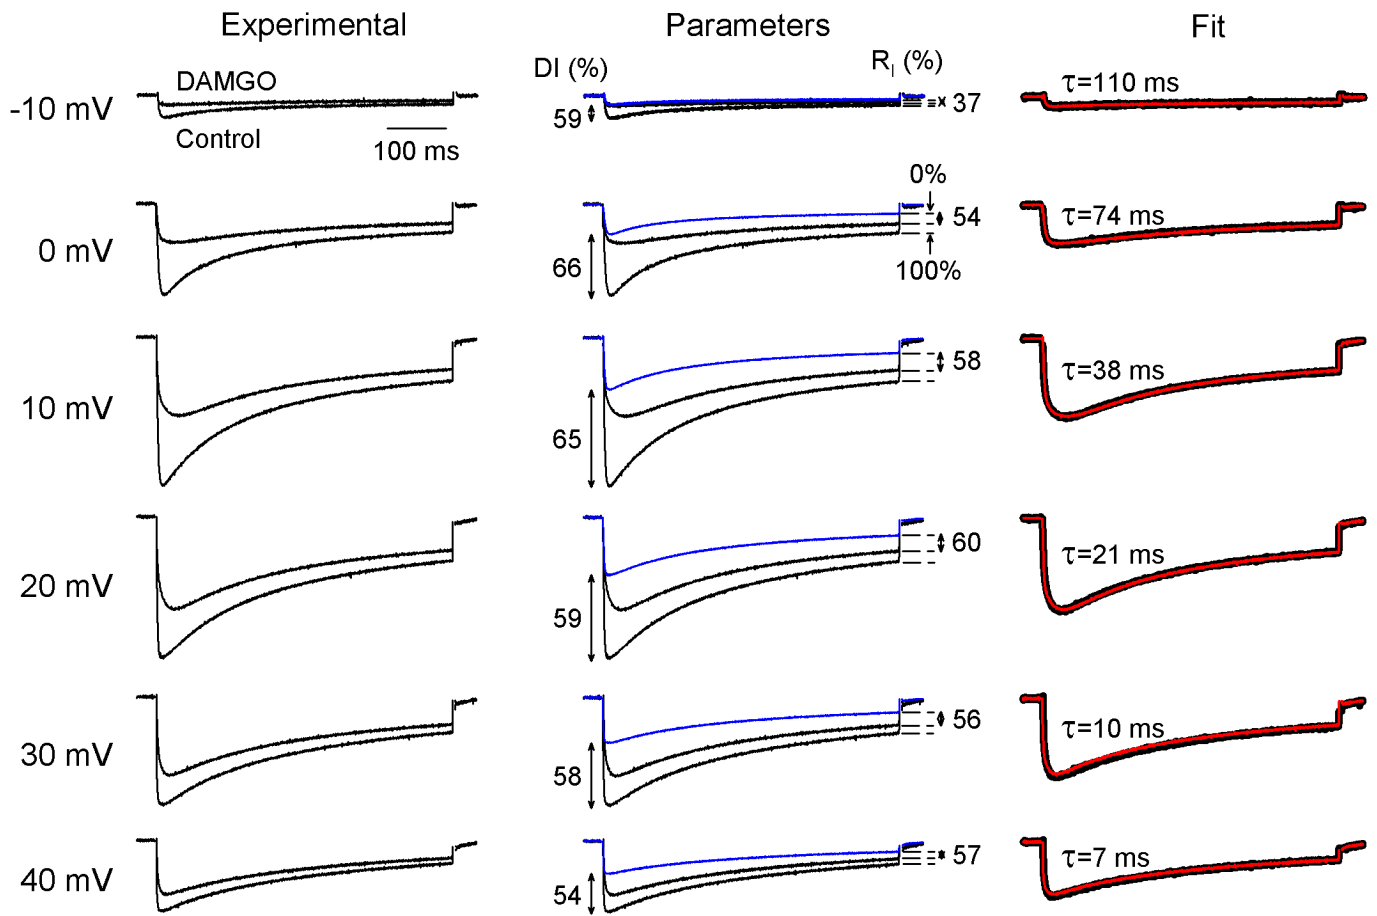 Experimental Parameters Fit
DI (%) R_I (%)
-10 mV DAMGO 59 37 τ=110 ms
Control
100 ms
0%
0 mV 66 54 τ=74 ms
100%
10 mV 65 58 τ=38 ms
20 mV 59 60 τ=21 ms
30 mV 58 56 τ=10 ms
40 mV 54 57 τ=7 ms